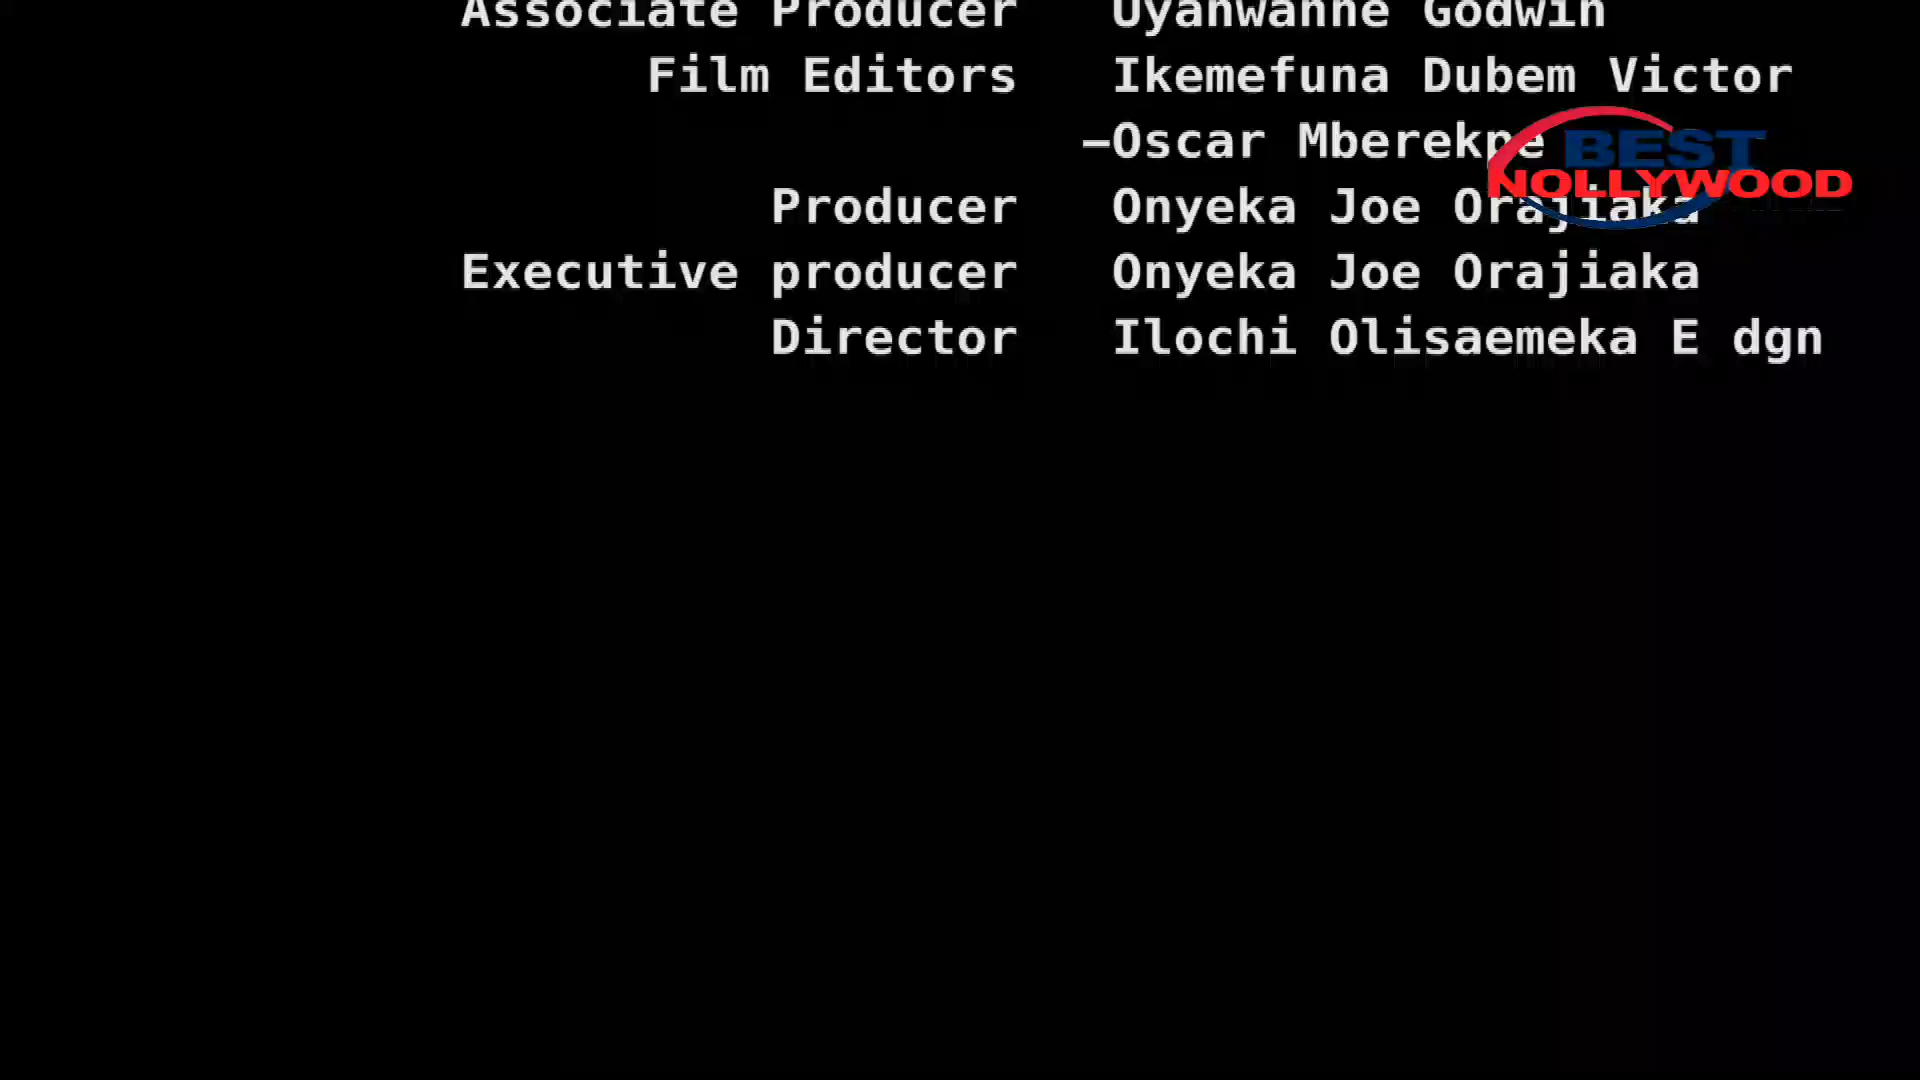 Associate Producer Uyanwanne Godwin
Film Editors Ikemefuna Dubem Victor
–Oscar Mberekpe
Producer Onyeka Joe Orajiaka
Executive producer Onyeka Joe Orajiaka
Director Ilochi Olisaemeka E dgn
BEST
NOLLYWOOD